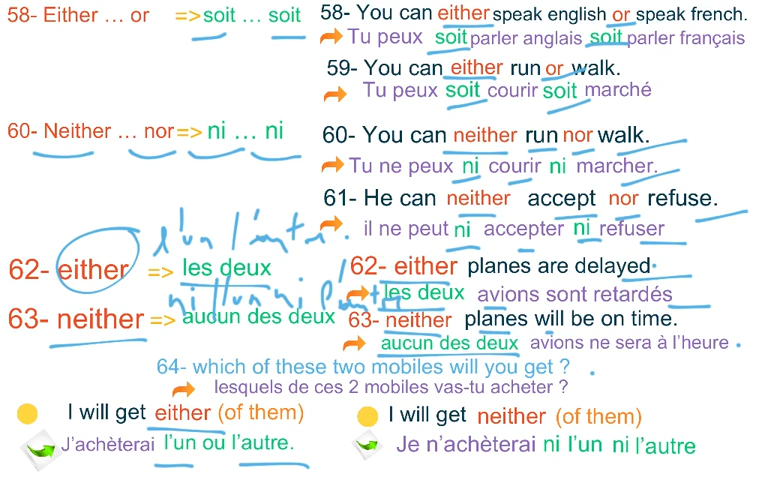 58- Either … or => soit … soit
58- You can either speak english or speak french.
Tu peux soit parler anglais soit parler français
59- You can either run or walk.
Tu peux soit courir soit marché
60- Neither … nor => ni … ni
60- You can neither run nor walk.
Tu ne peux ni courir ni marcher.
61- He can neither accept nor refuse.
il ne peut ni accepter ni refuser
l'un l'autre.
62- either => les deux
62- either planes are delayed
les deux avions sont retardés
ni l'un ni l'autre
63- neither => aucun des deux
63- neither planes will be on time.
aucun des deux avions ne sera à l'heure.
64- which of these two mobiles will you get ?
lesquels de ces 2 mobiles vas-tu acheter ?
I will get either (of them)
J'achèterai l'un ou l'autre.
I will get neither (of them)
Je n'achèterai ni l'un ni l'autre